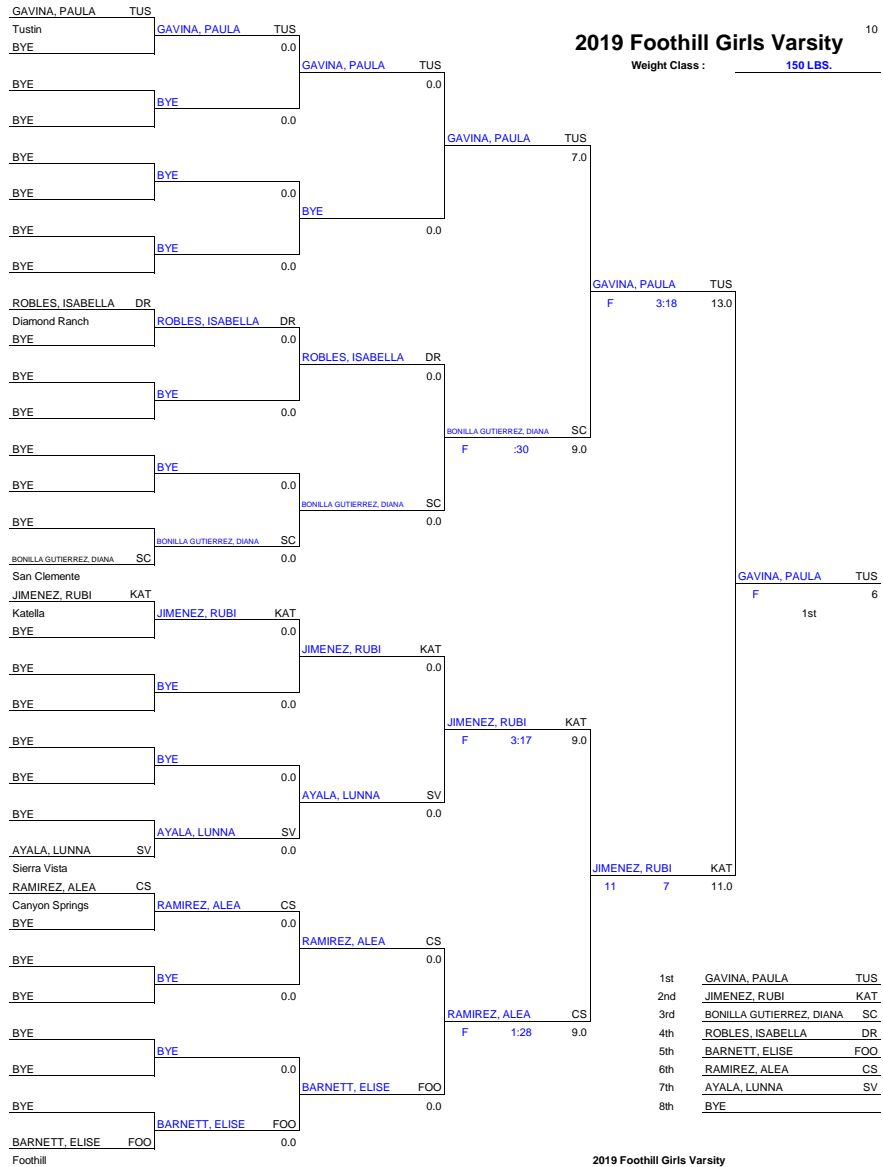 GAVINA, PAULA TUS
Tustin
BYE
BYE
BYE
BYE
BYE
BYE
BYE
ROBLES, ISABELLA DR
Diamond Ranch
BYE
BYE
BYE
BYE
BYE
BYE
BONILLA GUTIERREZ, DIANA SC
San Clemente
JIMENEZ, RUBI KAT
Katella
BYE
BYE
BYE
BYE
BYE
BYE
AYALA, LUNNA SV
Sierra Vista
RAMIREZ, ALEA CS
Canyon Springs
BYE
BYE
BYE
BYE
BYE
BYE
BARNETT, ELISE FOO
Foothill
GAVINA, PAULA TUS
0.0
BYE
0.0
BYE
0.0
BYE
0.0
ROBLES, ISABELLA DR
0.0
BYE
0.0
BYE
0.0
BONILLA GUTIERREZ, DIANA SC
0.0
JIMENEZ, RUBI KAT
0.0
BYE
0.0
BYE
0.0
AYALA, LUNNA SV
0.0
RAMIREZ, ALEA CS
0.0
BYE
0.0
BYE
0.0
BARNETT, ELISE FOO
0.0
GAVINA, PAULA TUS
0.0
BYE
0.0
ROBLES, ISABELLA DR
0.0
BONILLA GUTIERREZ, DIANA SC
0.0
JIMENEZ, RUBI KAT
0.0
AYALA, LUNNA SV
0.0
RAMIREZ, ALEA CS
0.0
BARNETT, ELISE FOO
0.0
GAVINA, PAULA TUS
7.0
BONILLA GUTIERREZ, DIANA SC
F :30 9.0
JIMENEZ, RUBI KAT
F 3:17 9.0
RAMIREZ, ALEA CS
F 1:28 9.0
GAVINA, PAULA TUS
F 3:18 13.0
JIMENEZ, RUBI KAT
11 7 11.0
GAVINA, PAULA TUS
F 6
1st
10
2019 Foothill Girls Varsity
Weight Class : 150 LBS.
1st GAVINA, PAULA TUS
2nd JIMENEZ, RUBI KAT
3rd BONILLA GUTIERREZ, DIANA SC
4th ROBLES, ISABELLA DR
5th BARNETT, ELISE FOO
6th RAMIREZ, ALEA CS
7th AYALA, LUNNA SV
8th BYE
2019 Foothill Girls Varsity